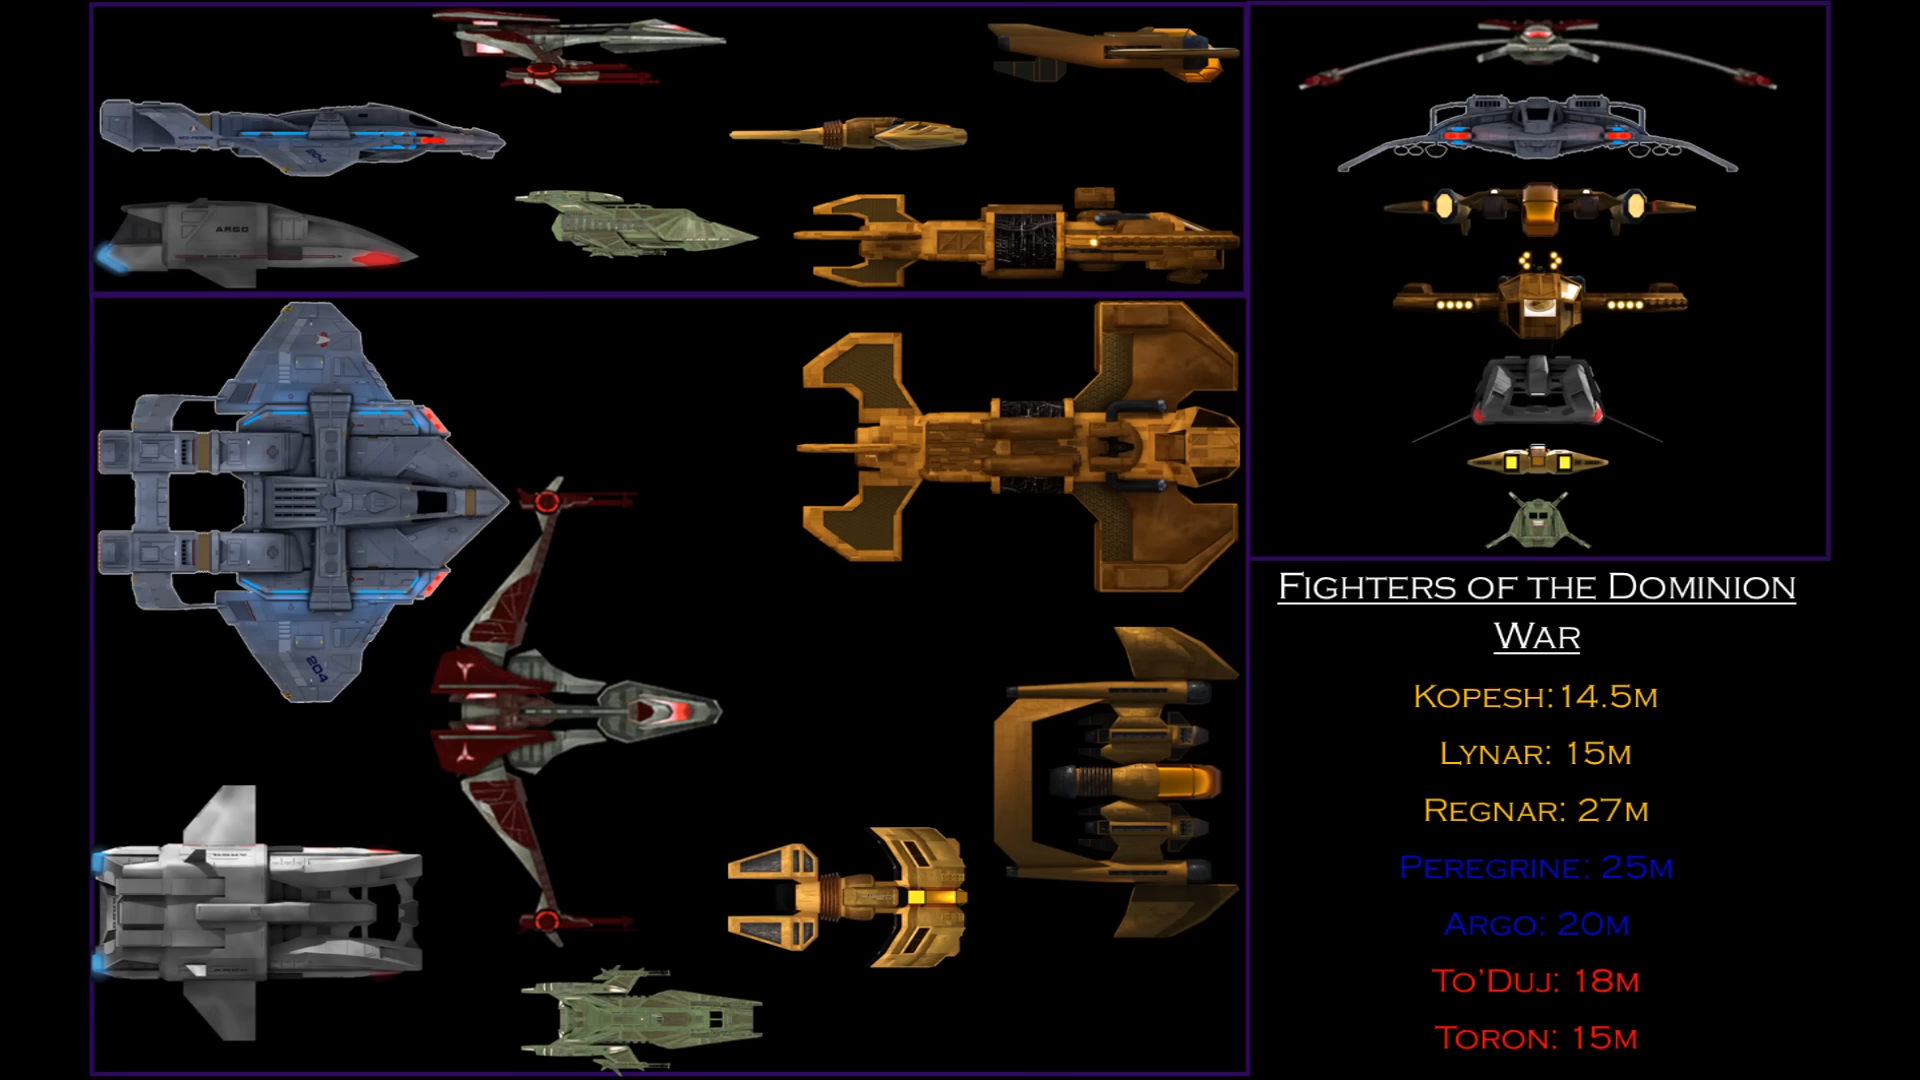 ARGO
204
204
Fighters of the Dominion
War
Kopesh:14.5m
Lynar: 15m
Regnar: 27m
Peregrine: 25m
Argo: 20m
To'Duj: 18m
Toron: 15m